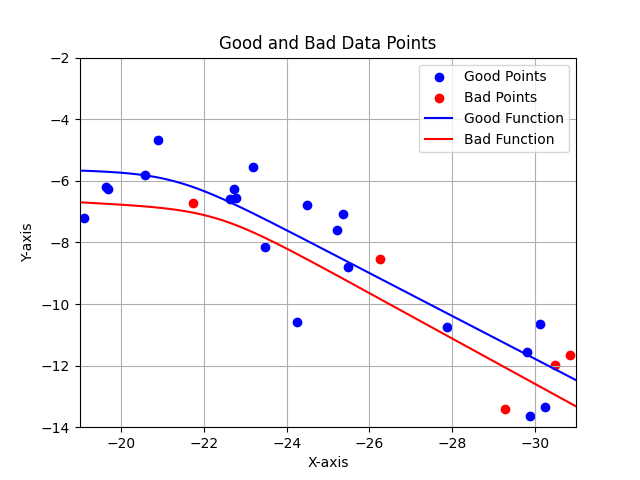 Good and Bad Data Points
Good Points
Bad Points
Good Function
Bad Function
Y-axis
−2
−4
−6
−8
−10
−12
−14
−20
−22
−24
−26
−28
−30
X-axis